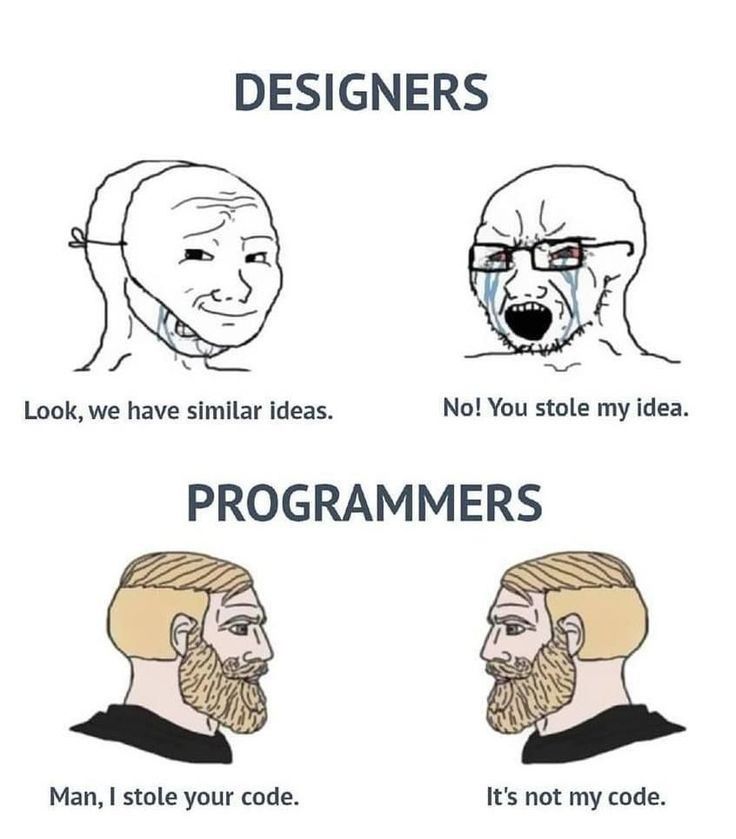 DESIGNERS
Look, we have similar ideas.
No! You stole my idea.
PROGRAMMERS
Man, I stole your code.
It's not my code.